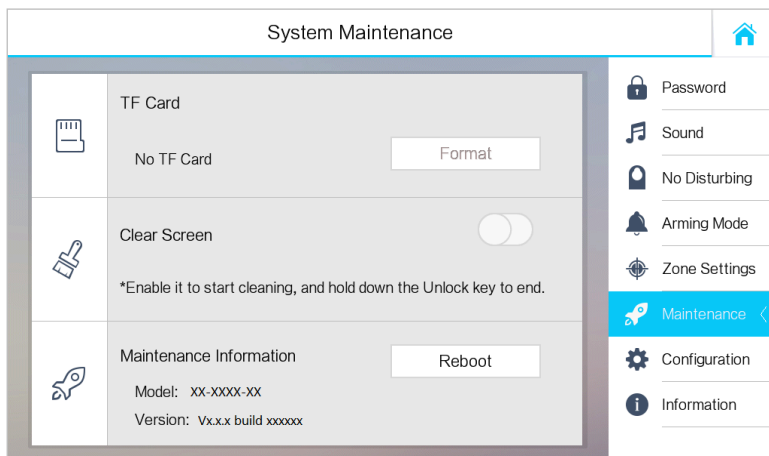 System Maintenance
TF Card
No TF Card
Format
Clear Screen
*Enable it to start cleaning, and hold down the Unlock key to end.
Maintenance Information
Reboot
Model: XX-XXXX-XX
Version: Vx.x.x build xxxxxx
Password
Sound
No Disturbing
Arming Mode
Zone Settings
Maintenance
Configuration
Information